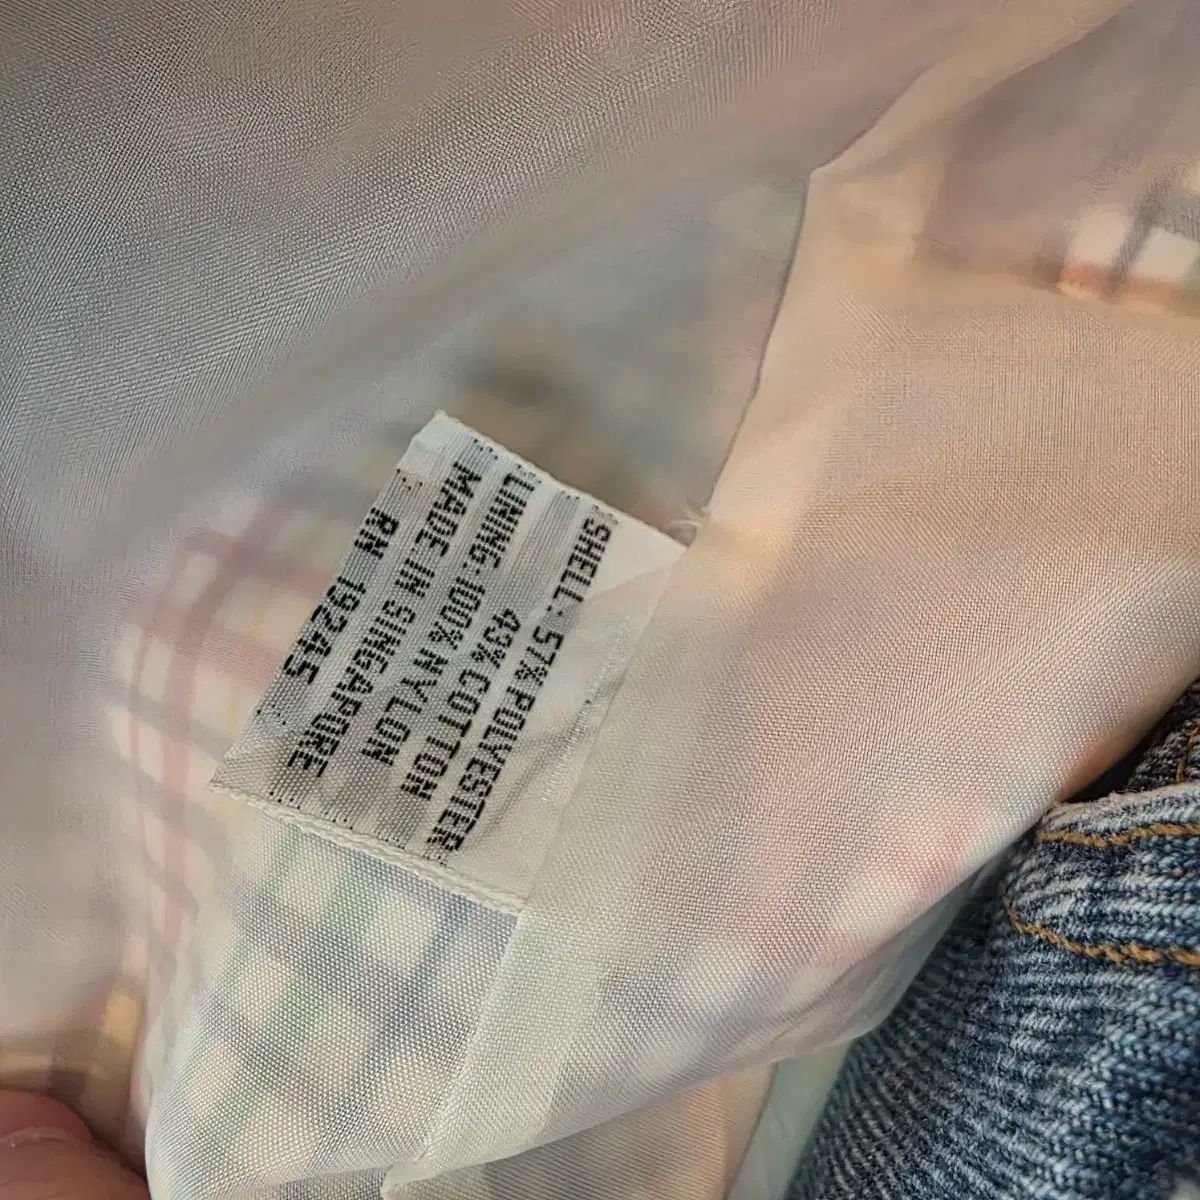 SHELL: 57% POLYESTER
43% COTTON
LINING: 100% NYLON
MADE IN SINGAPORE
RN 19245